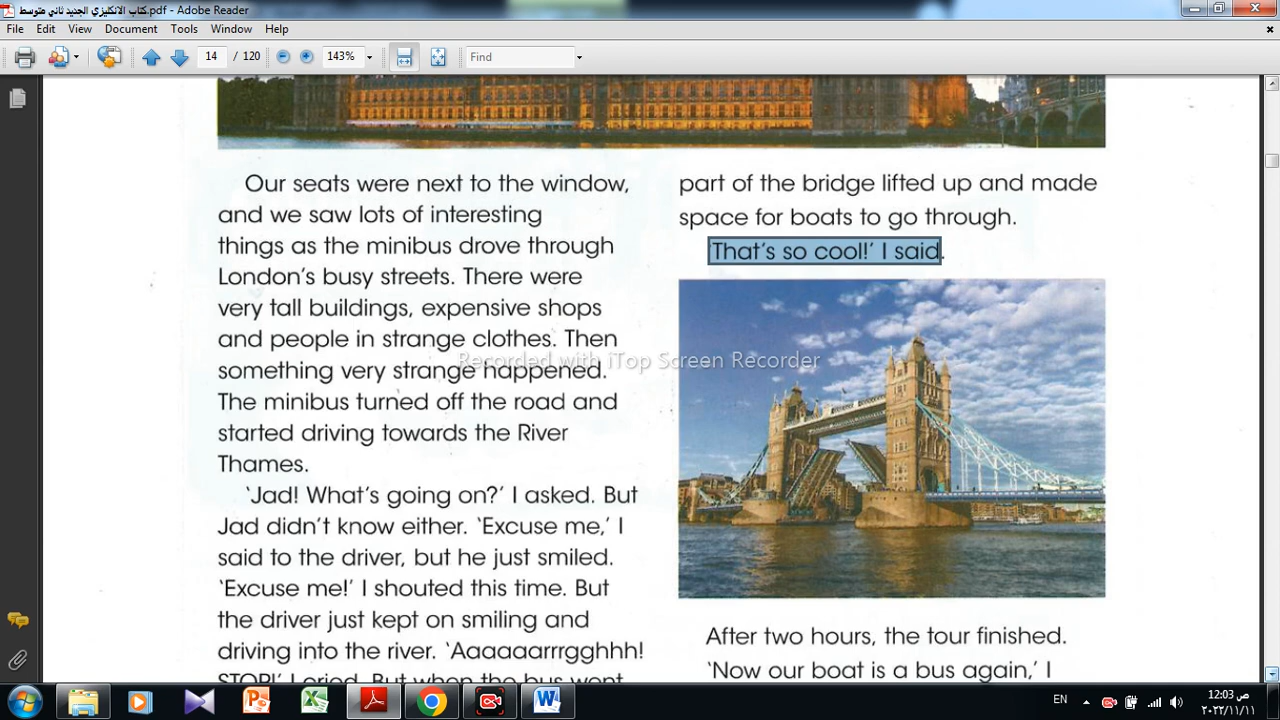 كتاب الانكليزي الجديد ثاني متوسط.pdf - Adobe Reader
File Edit View Document Tools Window Help
14 / 120 143% Find
Our seats were next to the window,
and we saw lots of interesting
things as the minibus drove through
London's busy streets. There were
very tall buildings, expensive shops
and people in strange clothes. Then
something very strange happened.
The minibus turned off the road and
started driving towards the River
Thames.
'Jad! What's going on?' I asked. But
Jad didn't know either. 'Excuse me,' I
said to the driver, but he just smiled.
'Excuse me!' I shouted this time. But
the driver just kept on smiling and
driving into the river. 'Aaaaaarrrgghhh!
STOP!' I cried. But when the bus went
part of the bridge lifted up and made
space for boats to go through.
'That's so cool!' I said.
After two hours, the tour finished.
'Now our boat is a bus again,' I
Recorded with iTop Screen Recorder
EN
12:03 ص
٢٠٢٢/١١/١١